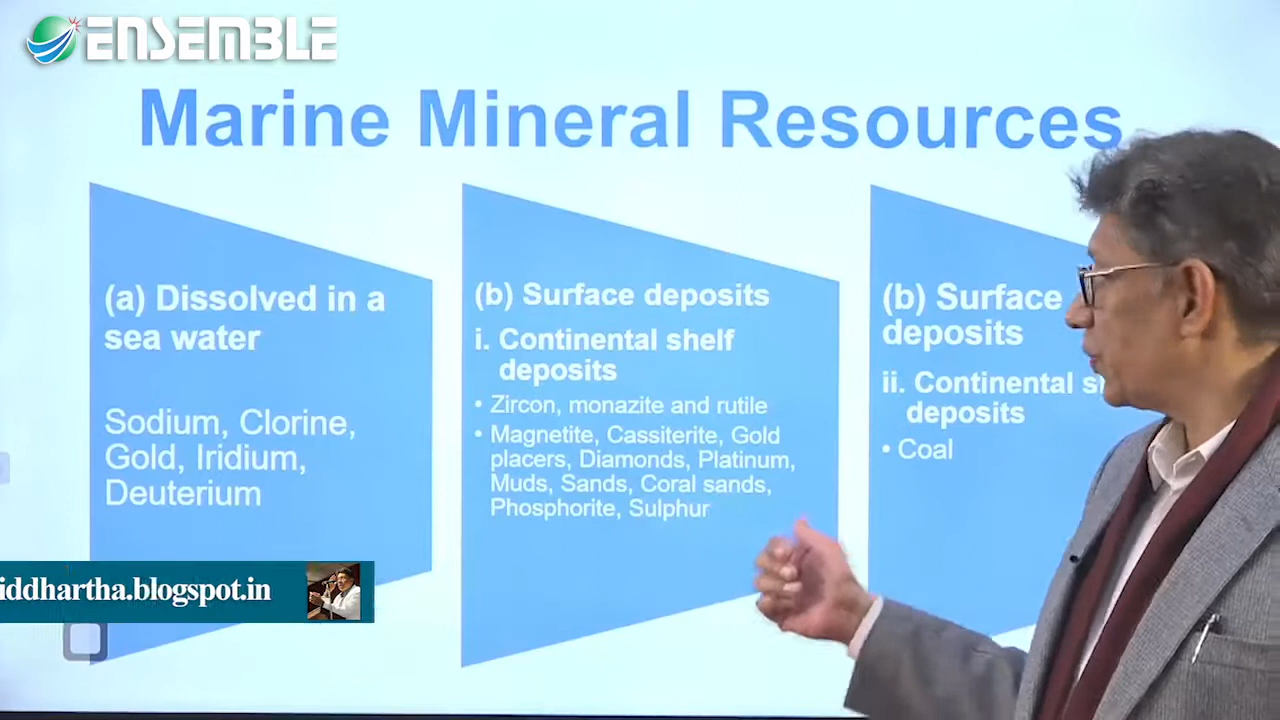 ENSEMBLE
Marine Mineral Resources
(a) Dissolved in a
sea water
Sodium, Clorine,
Gold, Iridium,
Deuterium
(b) Surface deposits
i. Continental shelf
deposits
• Zircon, monazite and rutile
• Magnetite, Cassiterite, Gold
placers, Diamonds, Platinum,
Muds, Sands, Coral sands,
Phosphorite, Sulphur
(b) Surface
deposits
ii. Continental
deposits
• Coal
iddhartha.blogspot.in